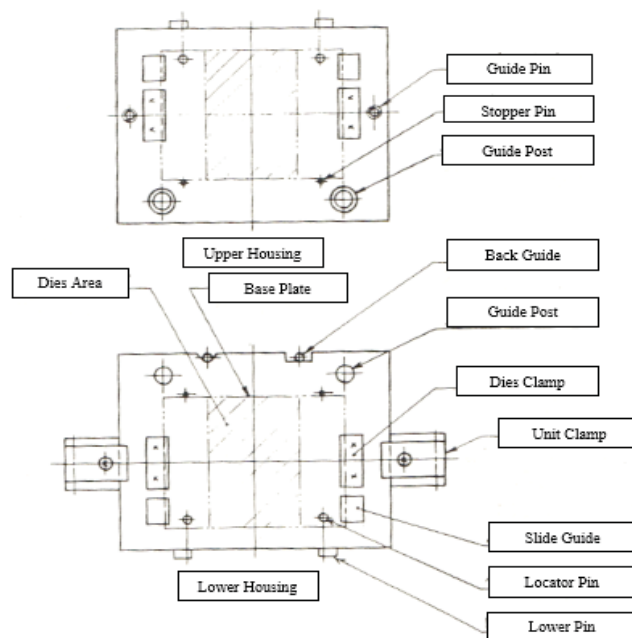 Guide Pin
Stopper Pin
Guide Post
Upper Housing
Back Guide
Dies Area
Base Plate
Guide Post
Dies Clamp
Unit Clamp
Slide Guide
Lower Housing
Locator Pin
Lower Pin